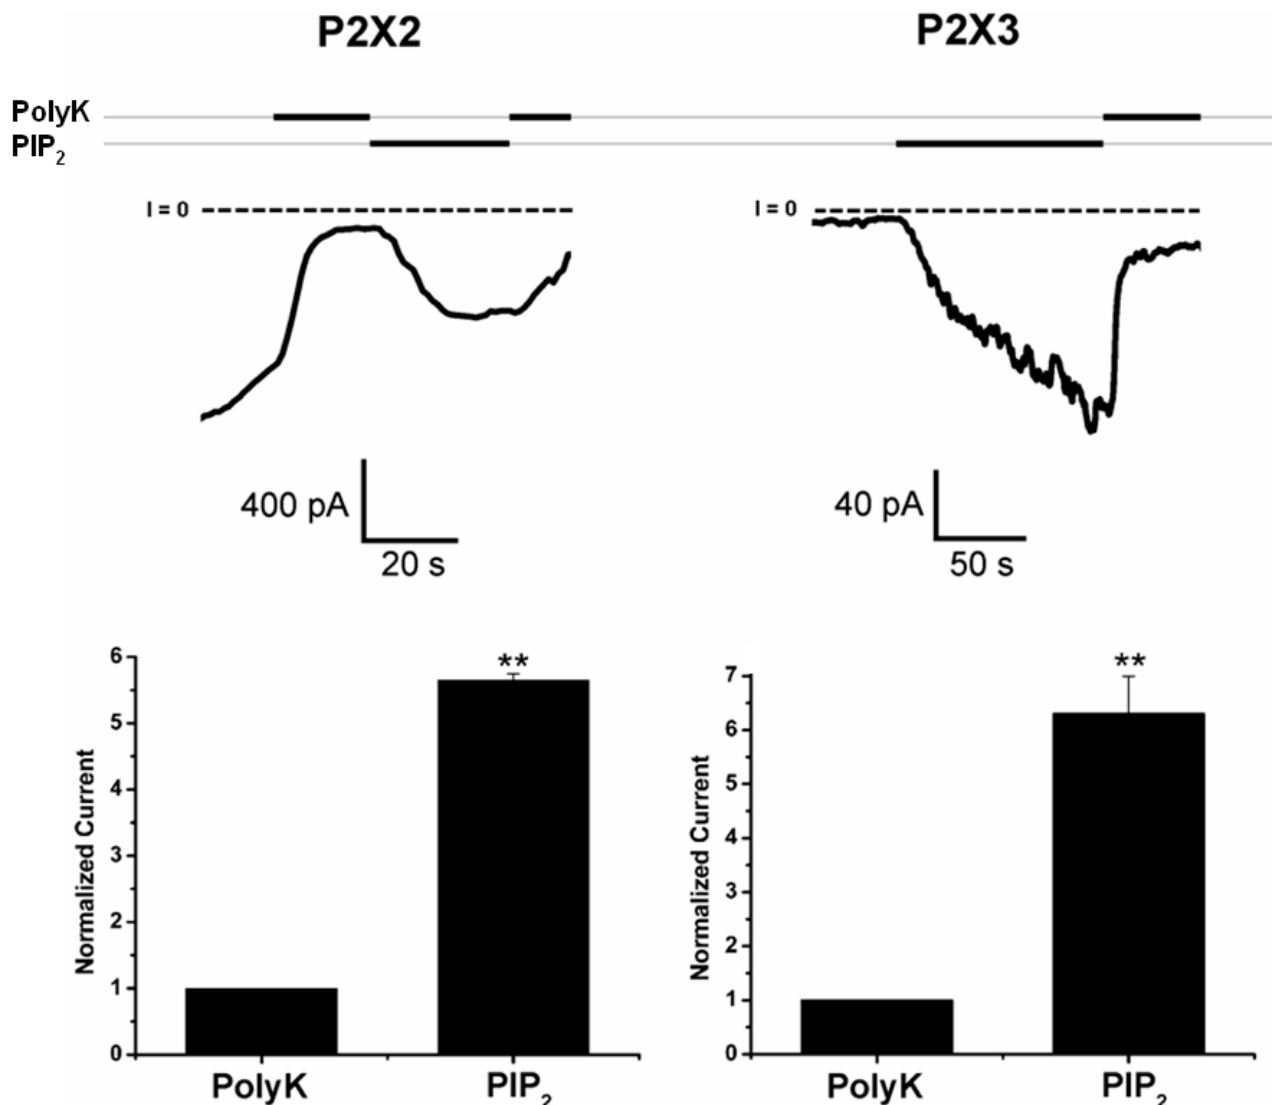 P2X2 P2X3
PolyK
PIP₂
I = 0 I = 0
400 pA 40 pA
20 s 50 s
6 ** **
7
5 6
4 5
3 4
2 3
1 2
0 1
0
Normalized Current Normalized Current
PolyK PIP₂ PolyK PIP₂